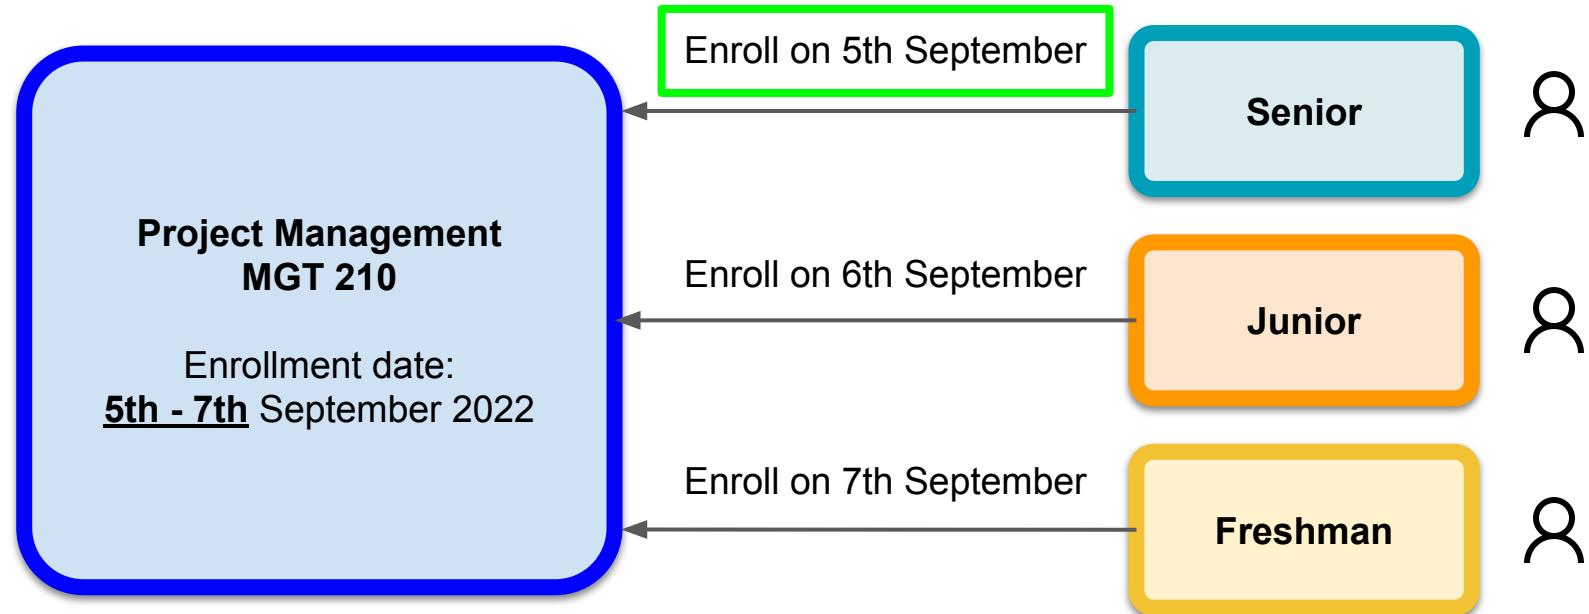 Enroll on 5th September
Senior
Project Management
MGT 210
Enrollment date:
5th - 7th September 2022
Enroll on 6th September
Junior
Enroll on 7th September
Freshman